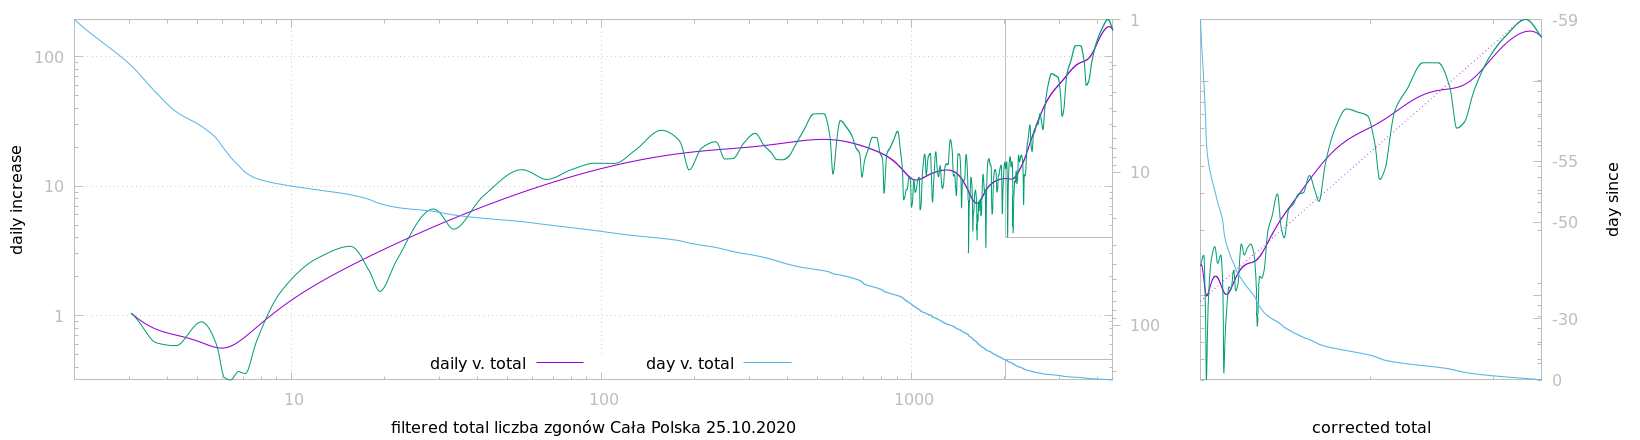 daily increase
100
10
1
daily v. total
day v. total
10
100
1000
filtered total liczba zgonów Cała Polska 25.10.2020
1
10
100
-59
-55
-50
-30
0
day since
corrected total